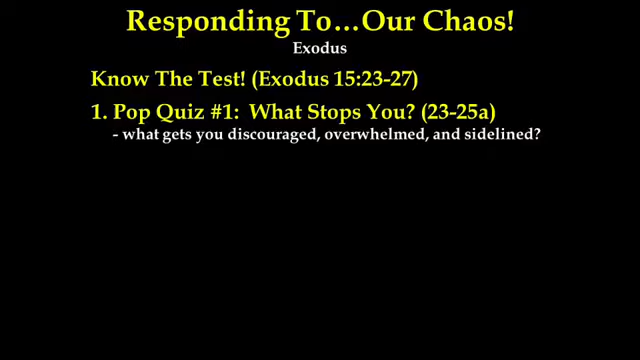 Responding To…Our Chaos!
Exodus
Know The Test! (Exodus 15:23-27)
1. Pop Quiz #1:  What Stops You? (23-25a)
- what gets you discouraged, overwhelmed, and sidelined?